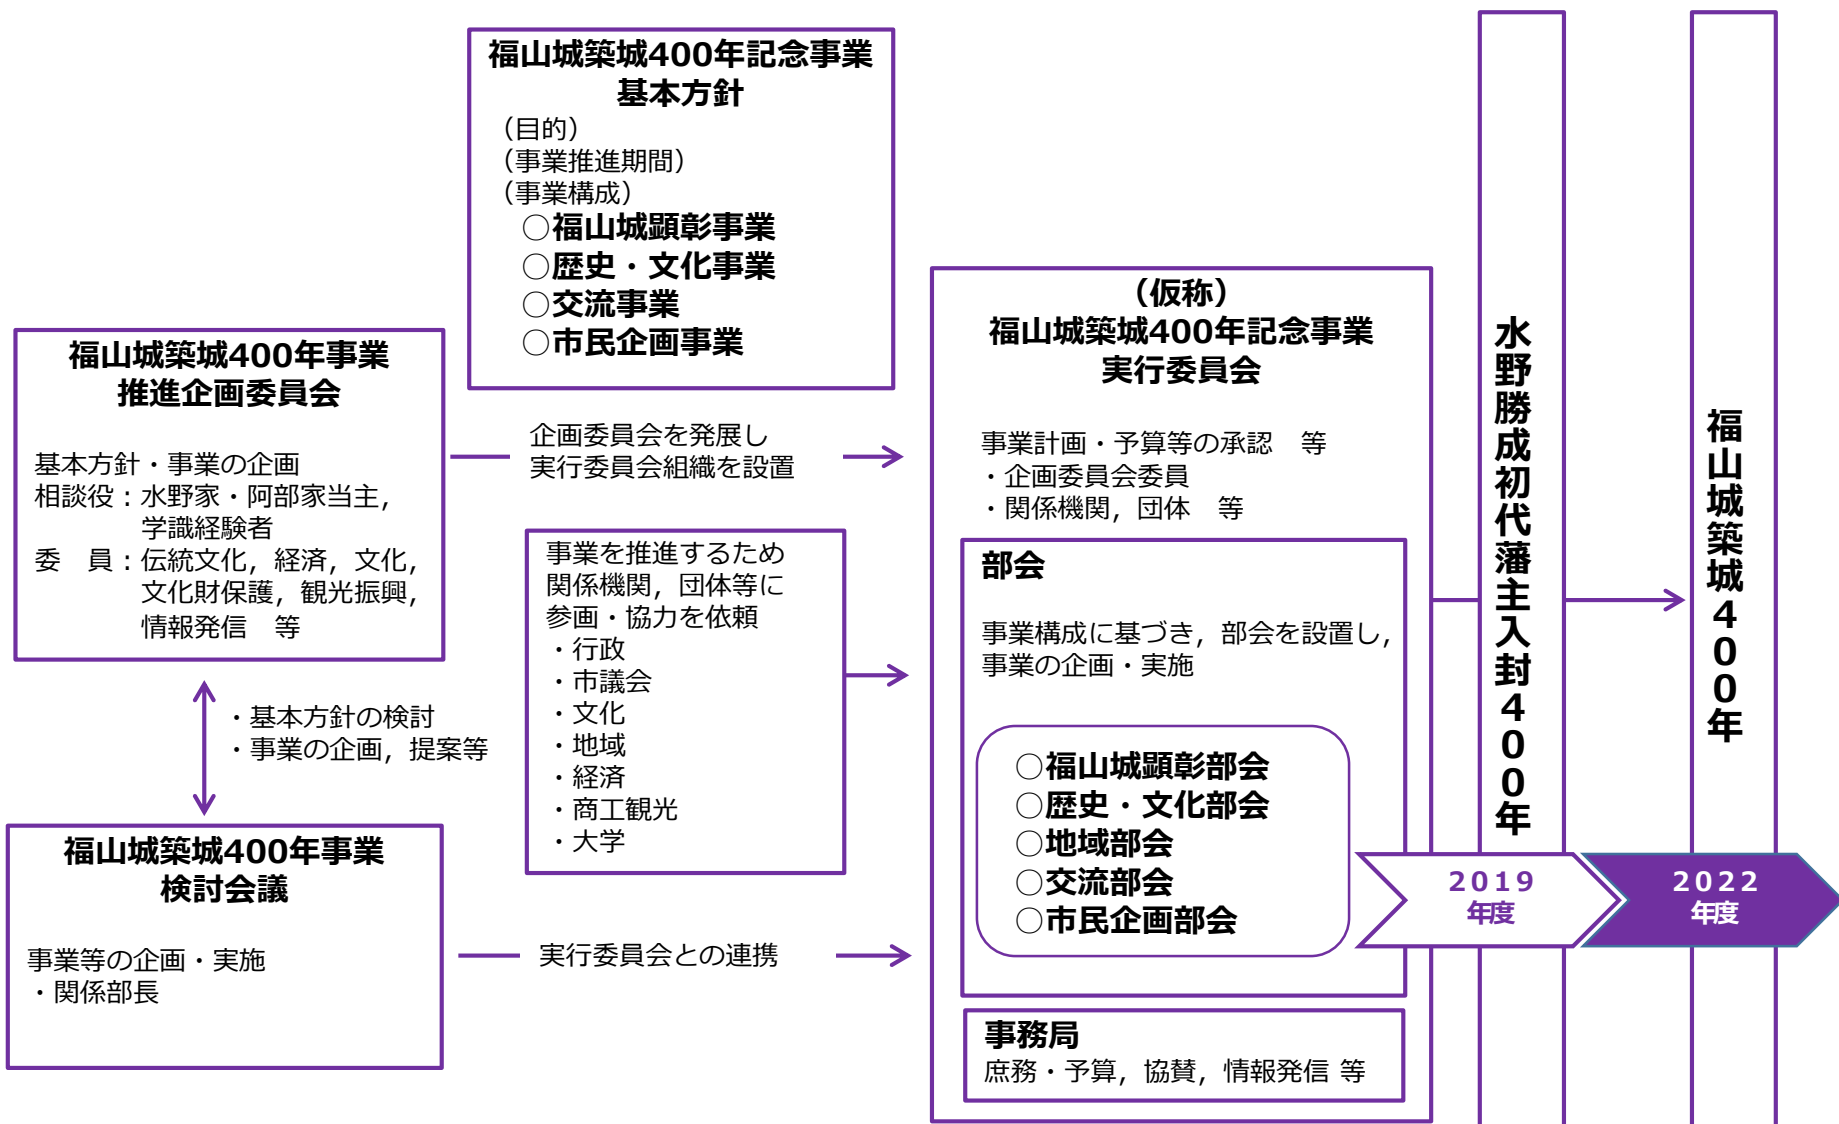 福山城築城400年記念事業
基本方針
（目的）
（事業推進期間）
（事業構成）
○福山城顕彰事業
○歴史・文化事業
○交流事業
○市民企画事業
福山城築城400年事業
推進企画委員会
基本方針・事業の企画
相談役：水野家・阿部家当主，
学識経験者
委　員：伝統文化，経済，文化，
文化財保護，観光振興，
情報発信　等
企画委員会を発展し
実行委員会組織を設置
・基本方針の検討
・事業の企画，提案等
福山城築城400年事業
検討会議
事業等の企画・実施
・関係部長
事業を推進するため
関係機関，団体等に
参画・協力を依頼
・行政
・市議会
・文化
・地域
・経済
・商工観光
・大学
実行委員会との連携
（仮称）
福山城築城400年記念事業
実行委員会
事業計画・予算等の承認　等
・企画委員会委員
・関係機関，団体　等
部会
事業構成に基づき，部会を設置し，
事業の企画・実施
○福山城顕彰部会
○歴史・文化部会
○地域部会
○交流部会
○市民企画部会
事務局
庶務・予算，協賛，情報発信 等
水野勝成初代藩主入封４００年
2019
年度
福山城築城４００年
2022
年度